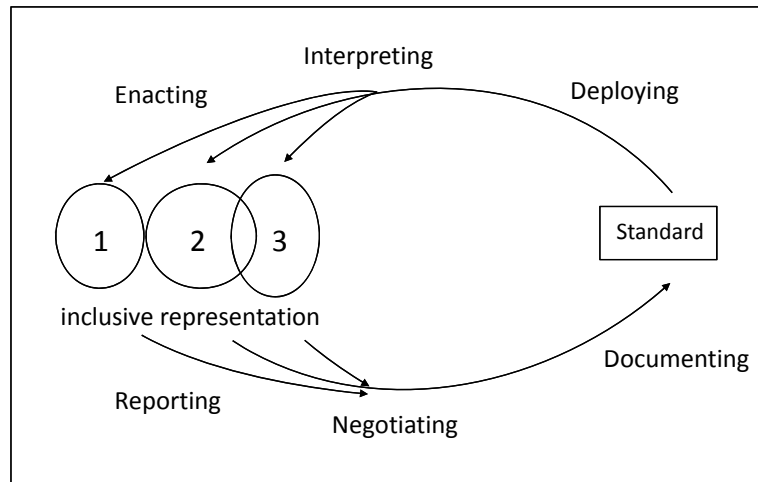 Interpreting
Enacting
Deploying
1
2
3
Standard
inclusive representation
Documenting
Reporting
Negotiating